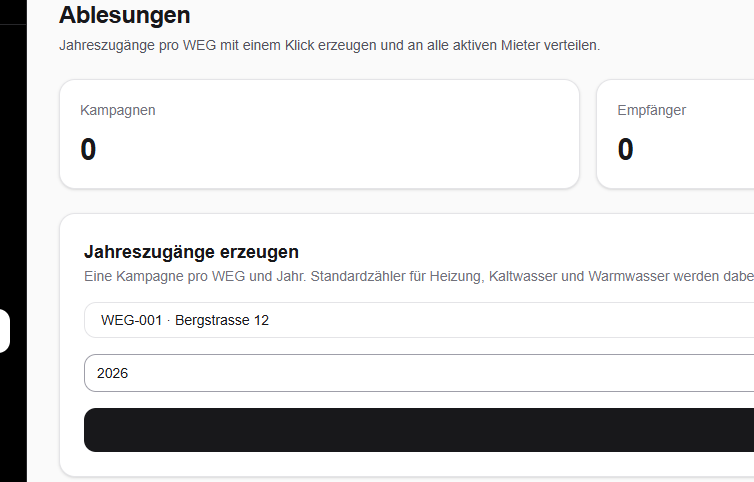 Ablesungen
Jahreszugänge pro WEG mit einem Klick erzeugen und an alle aktiven Mieter verteilen.
Kampagnen
0
Empfänger
0
Jahreszugänge erzeugen
Eine Kampagne pro WEG und Jahr. Standardzähler für Heizung, Kaltwasser und Warmwasser werden dabe
WEG-001 · Bergstrasse 12
2026